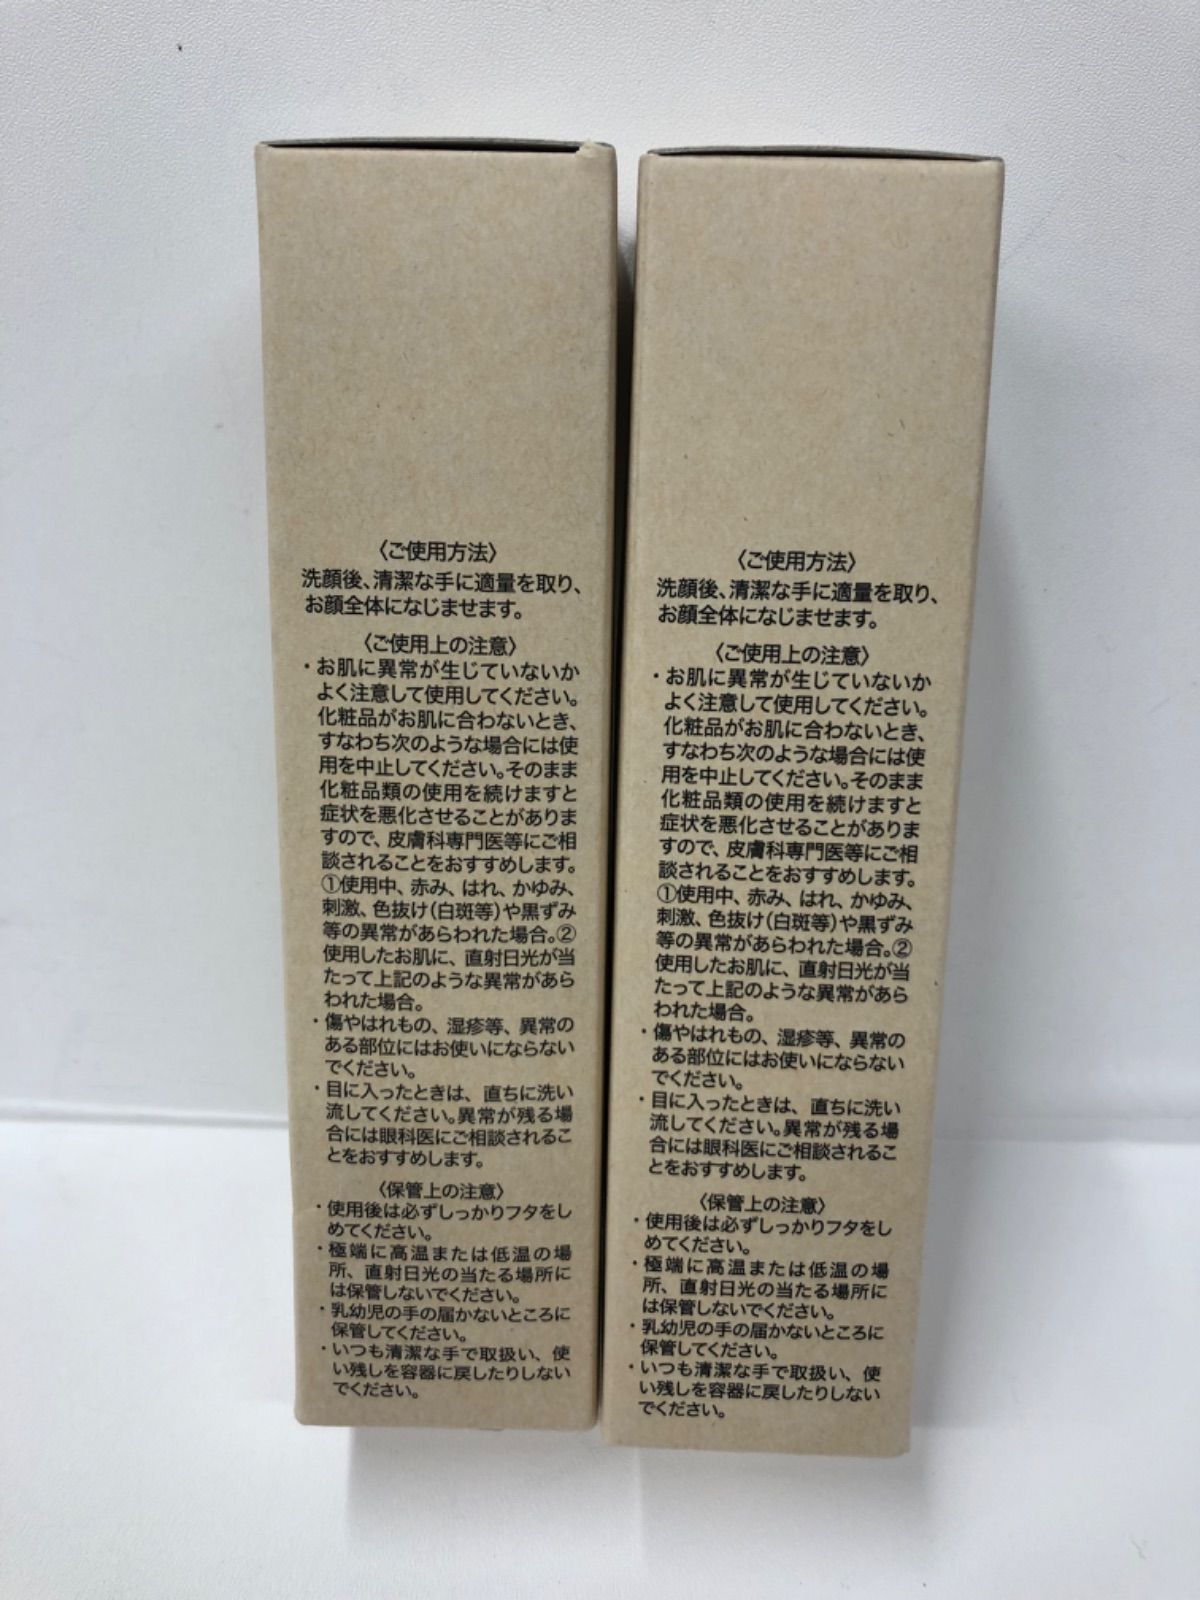 〈ご使用方法〉
洗顔後、清潔な手に適量を取り、
お顔全体になじませます。
〈ご使用上の注意〉
・お肌に異常が生じていないか
よく注意して使用してください。
化粧品がお肌に合わないとき、
すなわち次のような場合には使
用を中止してください。そのまま
化粧品類の使用を続けますと
症状を悪化させることがありま
すので、皮膚科専門医等にご相
談されることをおすすめします。
①使用中、赤み、はれ、かゆみ、
刺激、色抜け(白斑等)や黒ずみ
等の異常があらわれた場合。②
使用したお肌に、直射日光が当
たって上記のような異常があら
われた場合。
・傷やはれもの、湿疹等、異常の
ある部位にはお使いにならない
でください。
・目に入ったときは、直ちに洗い
流してください。異常が残る場
合には眼科医にご相談されるこ
とをおすすめします。
〈保管上の注意〉
・使用後は必ずしっかりフタをし
めてください。
・極端に高温または低温の場
所、直射日光の当たる場所に
は保管しないでください。
・乳幼児の手の届かないところに
保管してください。
・いつも清潔な手で取扱い、使
い残しを容器に戻したりしない
でください。
〈ご使用方法〉
洗顔後、清潔な手に適量を取り、
お顔全体になじませます。
〈ご使用上の注意〉
・お肌に異常が生じていないか
よく注意して使用してください。
化粧品がお肌に合わないとき、
すなわち次のような場合には使
用を中止してください。そのまま
化粧品類の使用を続けますと
症状を悪化させることがありま
すので、皮膚科専門医等にご相
談されることをおすすめします。
①使用中、赤み、はれ、かゆみ、
刺激、色抜け(白斑等)や黒ずみ
等の異常があらわれた場合。②
使用したお肌に、直射日光が当
たって上記のような異常があら
われた場合。
・傷やはれもの、湿疹等、異常の
ある部位にはお使いにならない
でください。
・目に入ったときは、直ちに洗い
流してください。異常が残る場
合には眼科医にご相談されるこ
とをおすすめします。
〈保管上の注意〉
・使用後は必ずしっかりフタをし
めてください。
・極端に高温または低温の場
所、直射日光の当たる場所に
は保管しないでください。
・乳幼児の手の届かないところに
保管してください。
・いつも清潔な手で取扱い、使
い残しを容器に戻したりしない
でください。